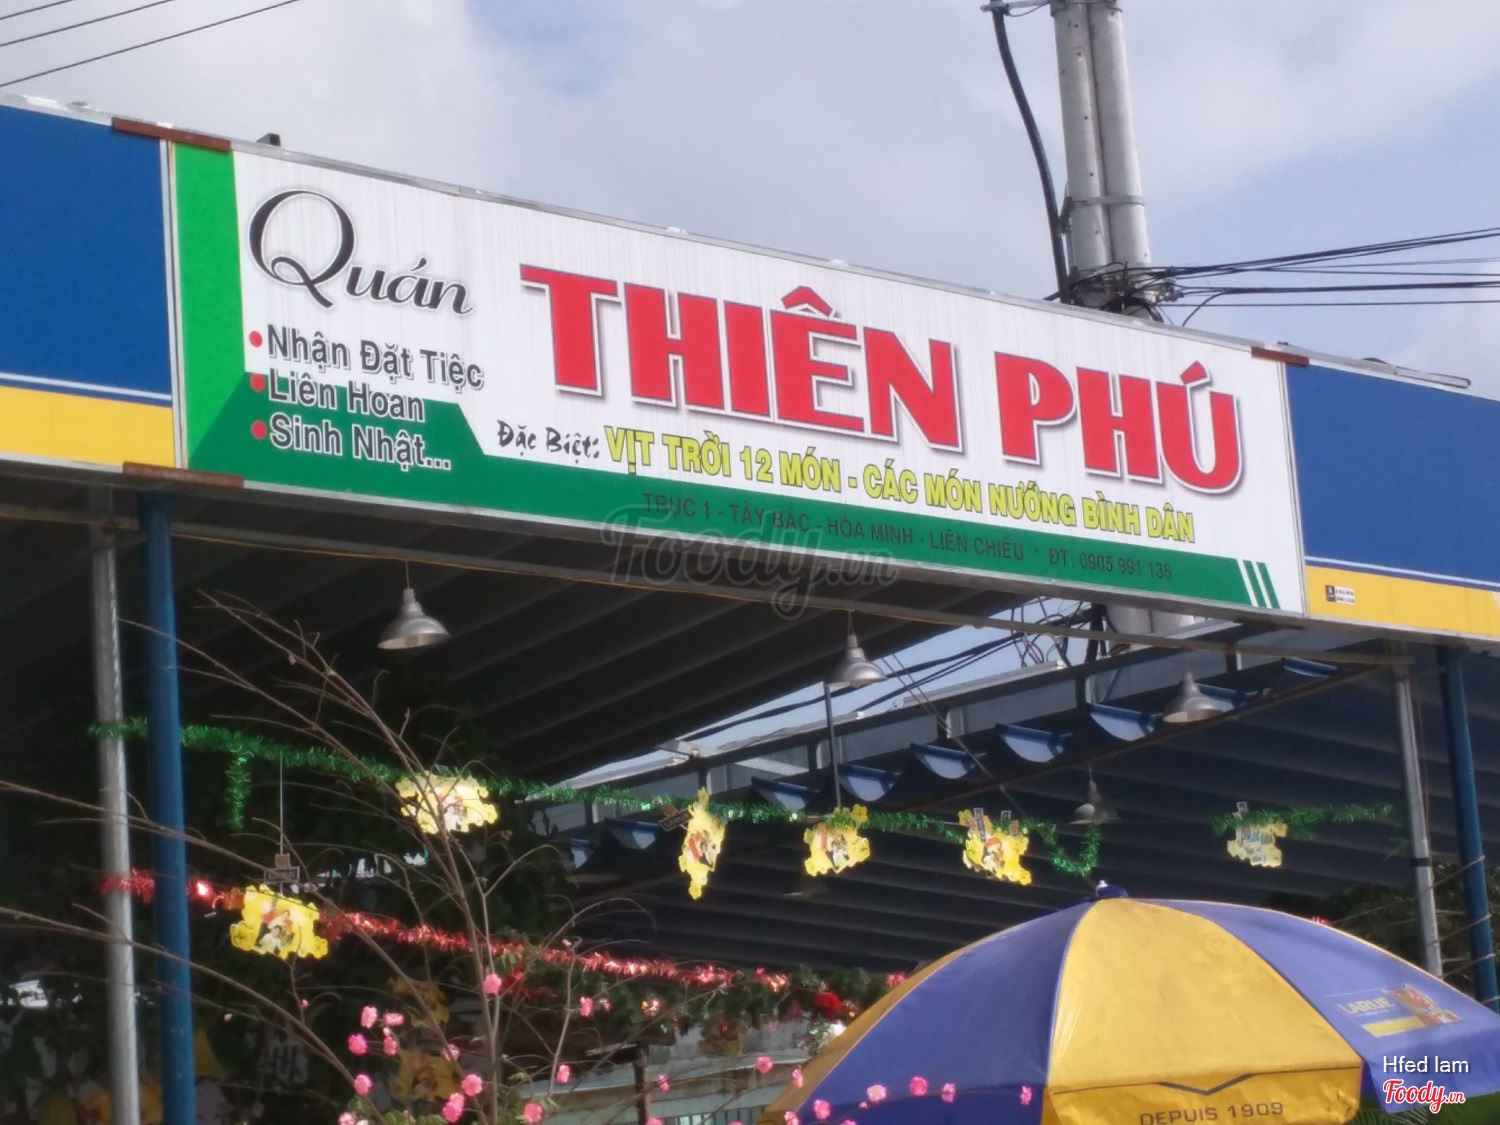 Quán
THIÊN PHÚ
•Nhận Đặt Tiệc
•Liên Hoan
•Sinh Nhật...
Đặc Biệt: VỊT TRỜI 12 MÓN - CÁC MÓN NƯỚNG BÌNH DÂN
TRỤC 1 - TÂY BẮC - HÒA MINH - LIÊN CHIỂU * ĐT: 0905 991 135
Foody.vn
LARUE
DEPUIS 1909
Hfed lam
Foody.vn